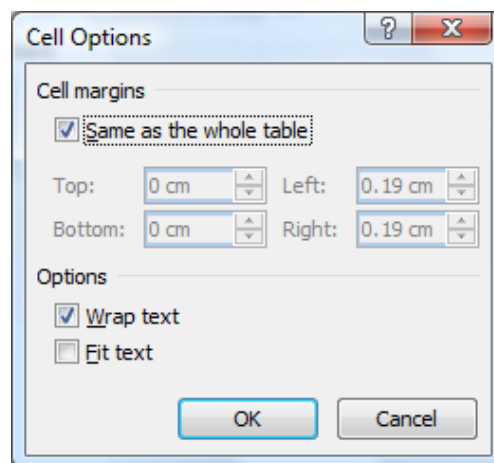 Cell Options
Cell margins
Same as the whole table
Top: 0 cm Left: 0.19 cm
Bottom: 0 cm Right: 0.19 cm
Options
Wrap text
Fit text
OK Cancel